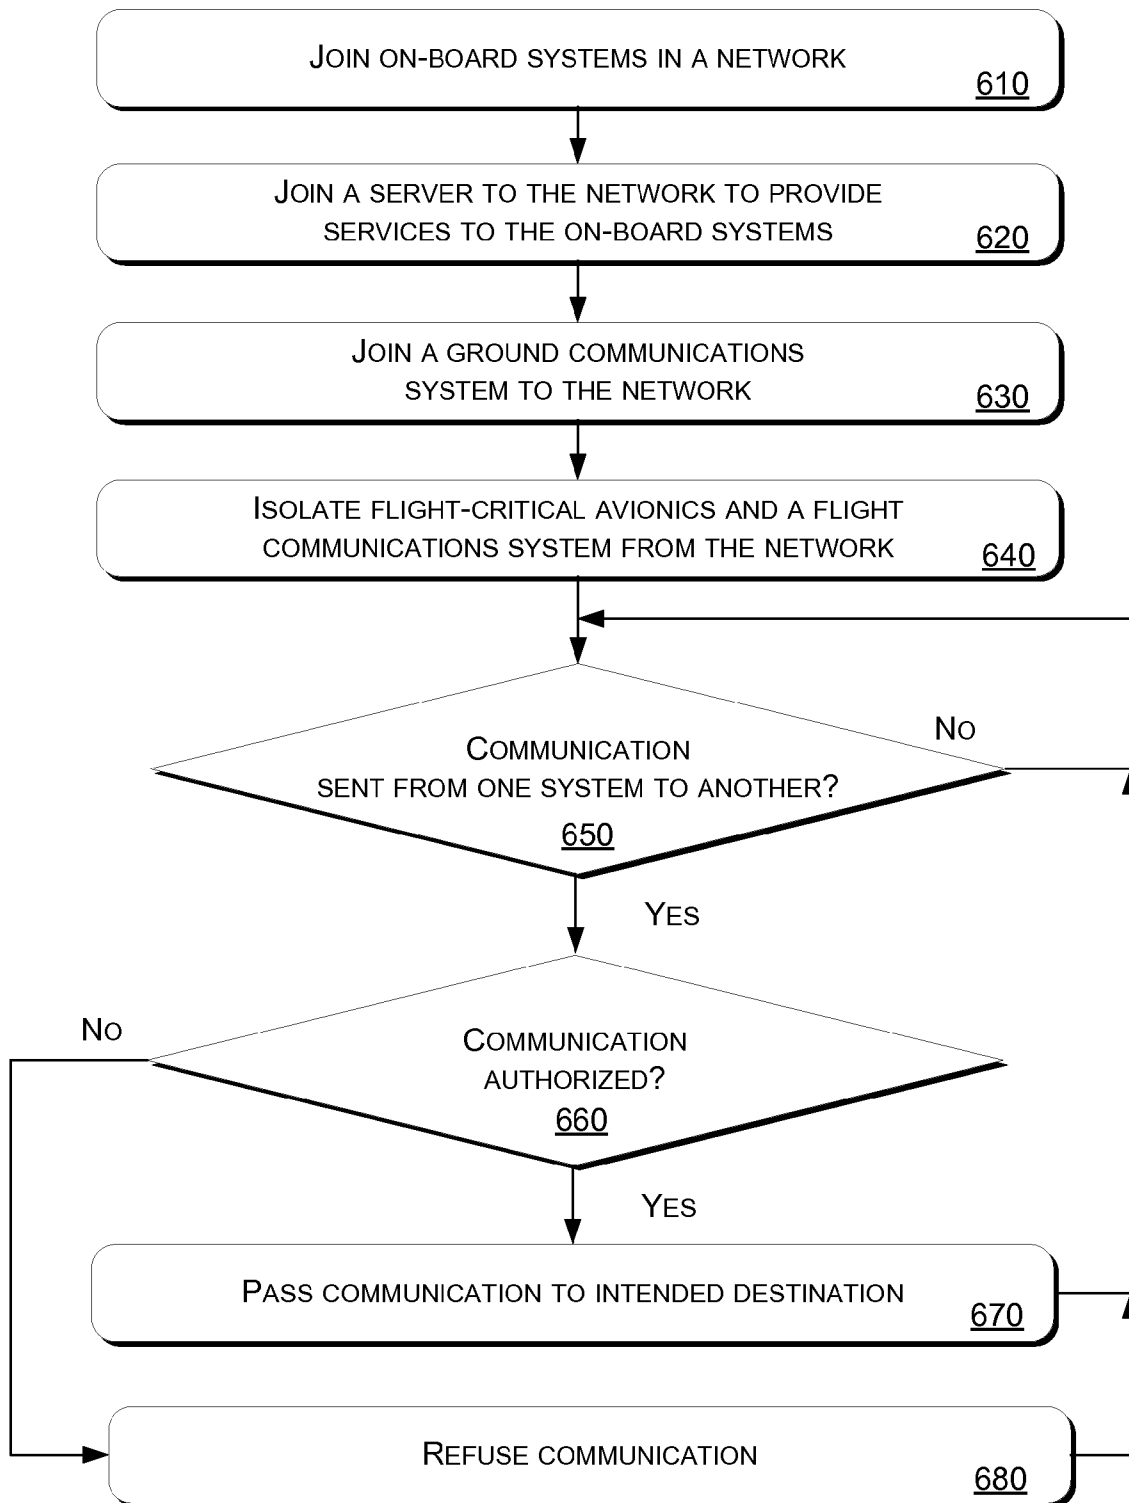 JOIN ON-BOARD SYSTEMS IN A NETWORK
610
JOIN A SERVER TO THE NETWORK TO PROVIDE
SERVICES TO THE ON-BOARD SYSTEMS
620
JOIN A GROUND COMMUNICATIONS
SYSTEM TO THE NETWORK
630
ISOLATE FLIGHT-CRITICAL AVIONICS AND A FLIGHT
COMMUNICATIONS SYSTEM FROM THE NETWORK
640
NO
COMMUNICATION
SENT FROM ONE SYSTEM TO ANOTHER?
650
YES
NO
COMMUNICATION
AUTHORIZED?
660
YES
PASS COMMUNICATION TO INTENDED DESTINATION
670
REFUSE COMMUNICATION
680